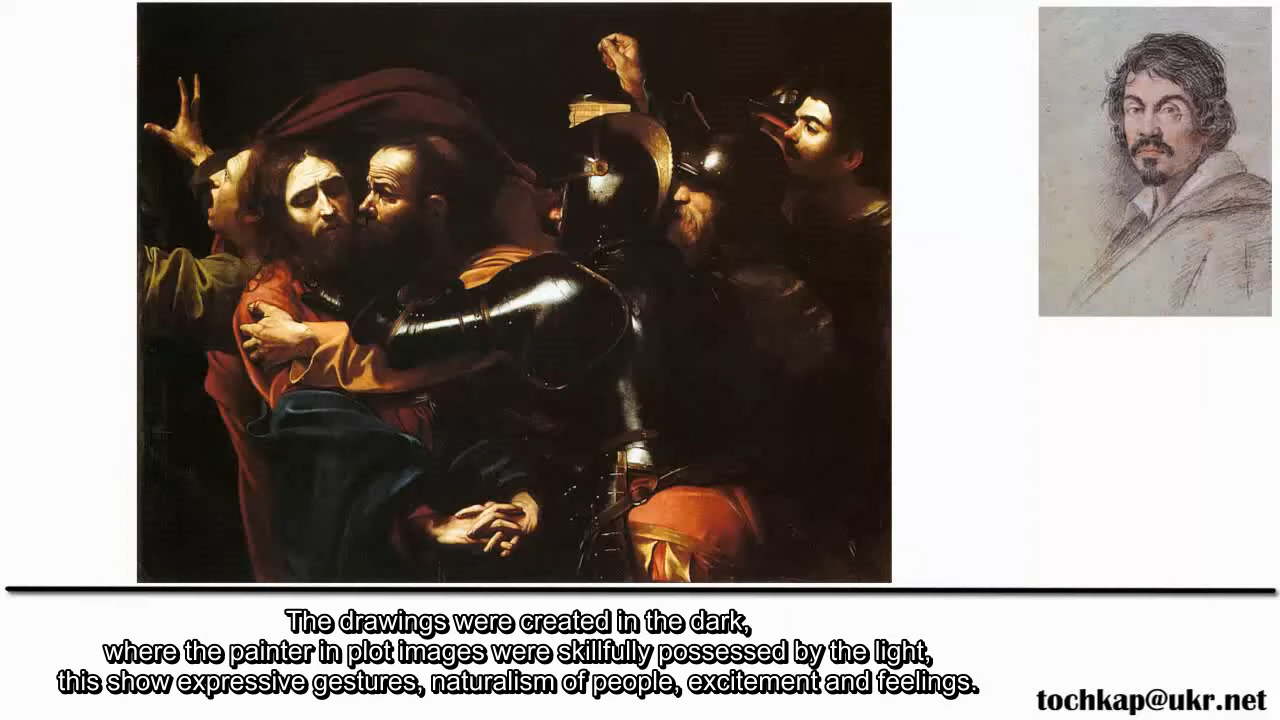 The drawings were created in the dark,
where the painter in plot images were skillfully possessed by the light,
this show expressive gestures, naturalism of people, excitement and feelings.
tochkap@ukr.net